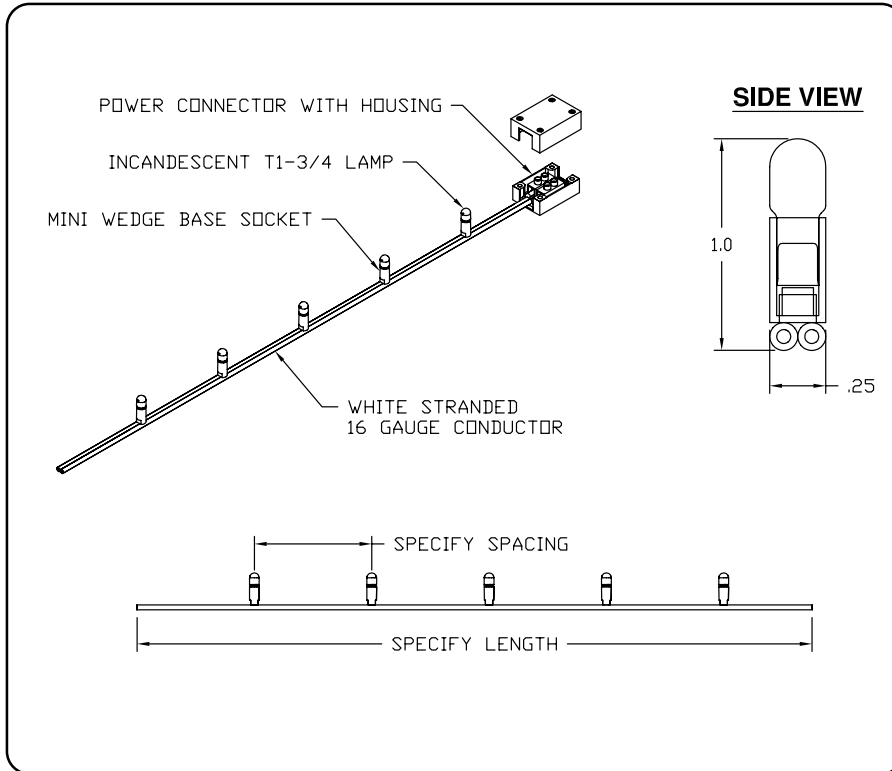 POWER CONNECTOR WITH HOUSING
SIDE VIEW
INCANDESCENT T1-3/4 LAMP
MINI WEDGE BASE SOCKET
1.0
.25
WHITE STRANDED
16 GAUGE CONDUCTOR
SPECIFY SPACING
SPECIFY LENGTH